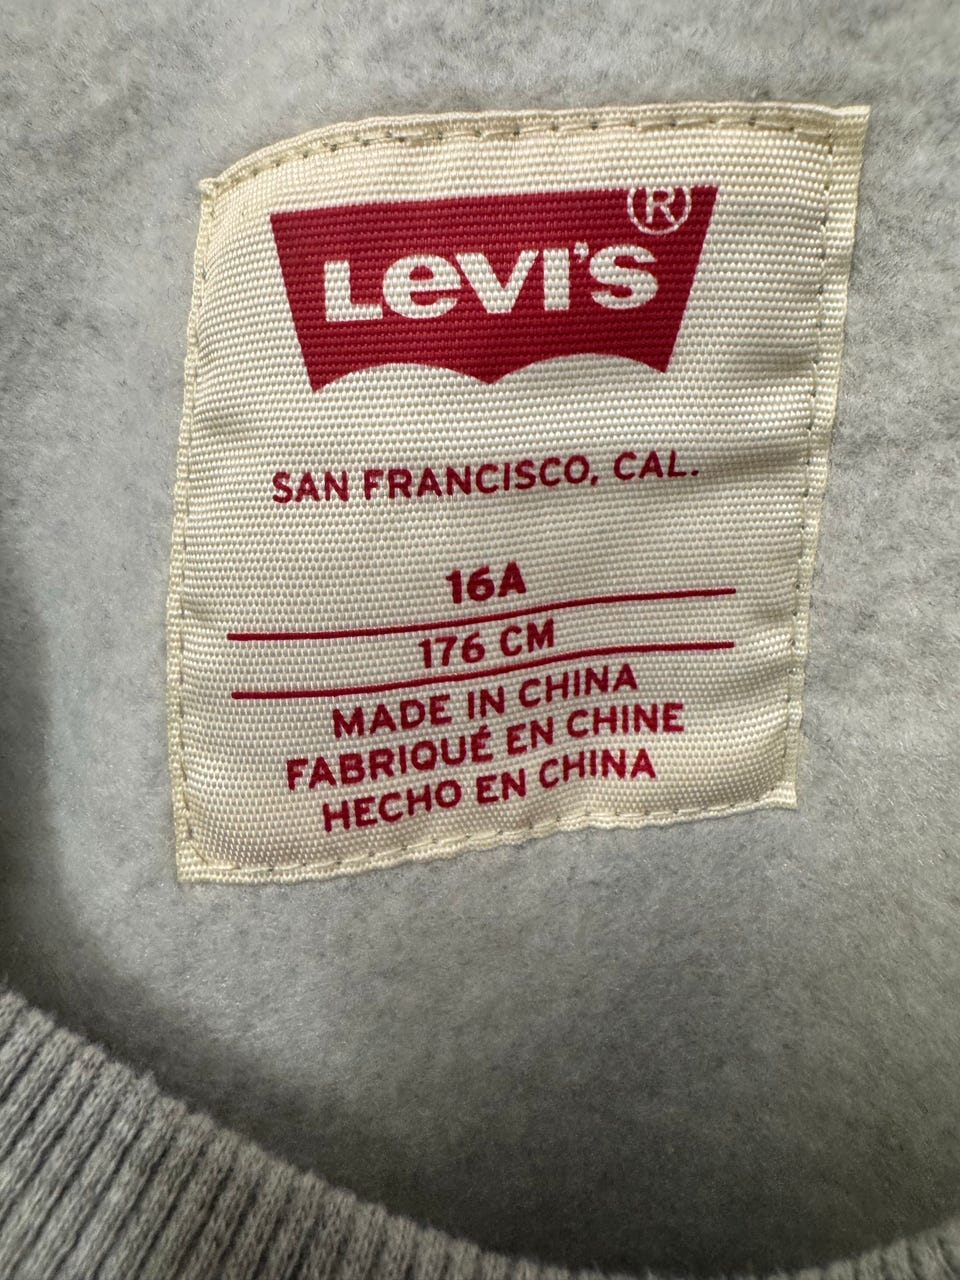 Levi's ®
SAN FRANCISCO, CAL.
16A
176 CM
MADE IN CHINA
FABRIQUÉ EN CHINE
HECHO EN CHINA